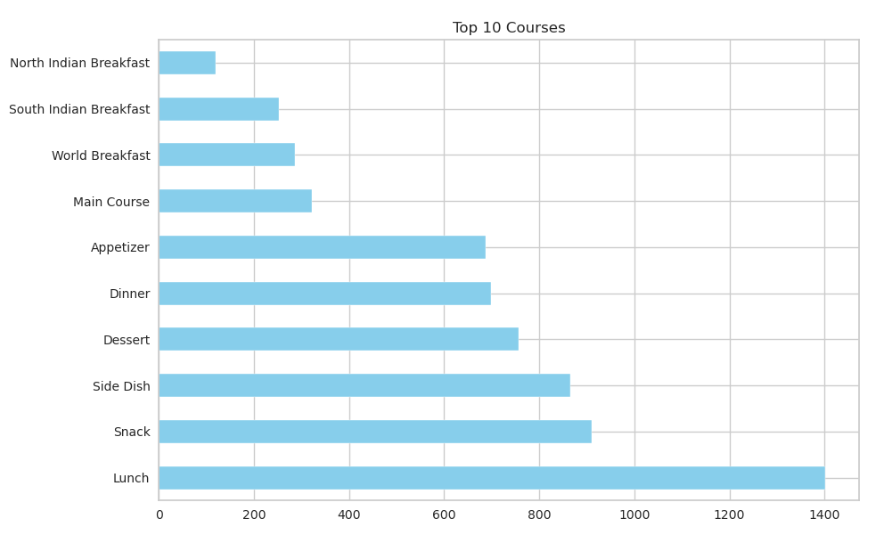 Top 10 Courses
North Indian Breakfast
South Indian Breakfast
World Breakfast
Main Course
Appetizer
Dinner
Dessert
Side Dish
Snack
Lunch
0 200 400 600 800 1000 1200 1400